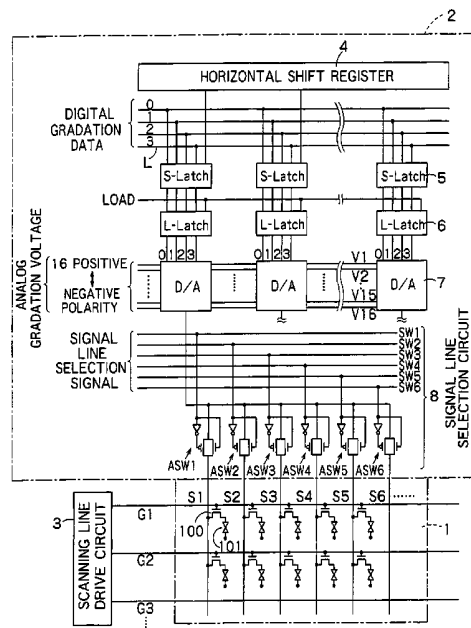 2
4
HORIZONTAL SHIFT REGISTER
DIGITAL GRADATION DATA
0
1
2
3
L
S-Latch S-Latch S-Latch 5
LOAD
L-Latch L-Latch L-Latch 6
0123 0123 0123
ANALOG GRADATION VOLTAGE
16 POSITIVE
NEGATIVE POLARITY
D/A D/A D/A 7
V1
V2
V15
V16
SIGNAL LINE SELECTION SIGNAL
SW1
SW2
SW3
SW4
SW5
SW6
8
SIGNAL LINE SELECTION CIRCUIT
ASW1 ASW2 ASW3 ASW4 ASW5 ASW6
S1 S2 S3 S4 S5 S6
3
SCANNING LINE DRIVE CIRCUIT
G1
100
101
1
G2
G3